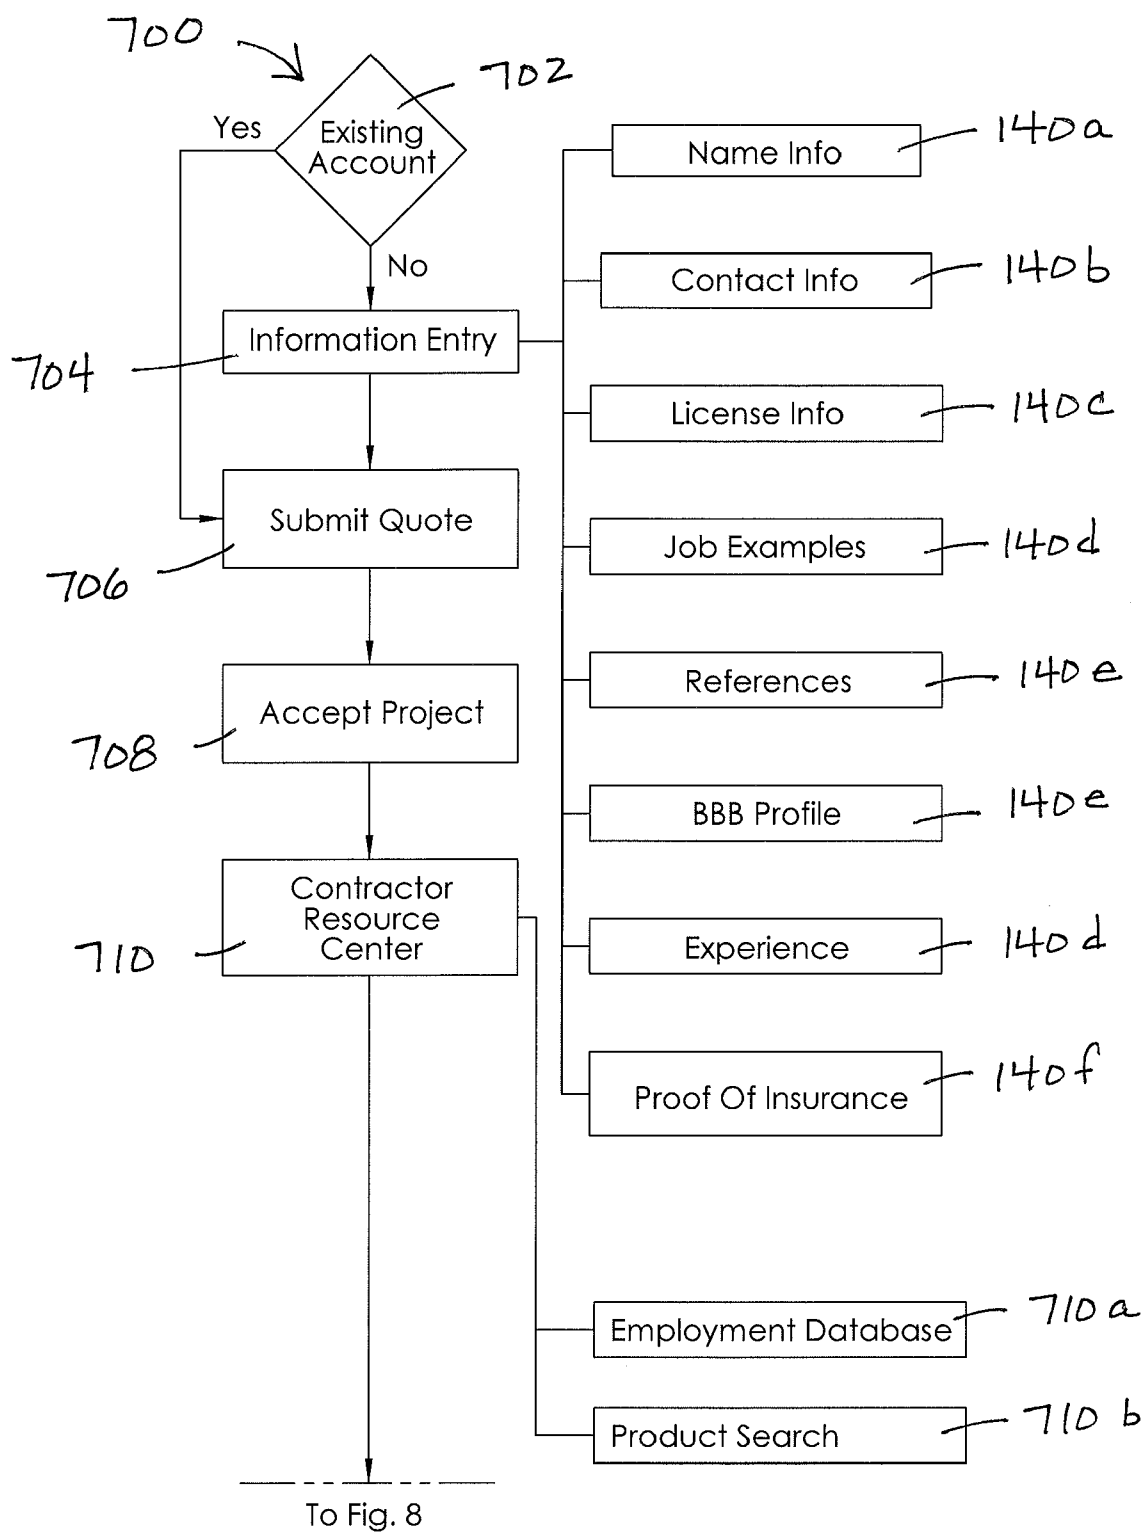 700
702
Yes
Existing
Account
No
Information Entry
704
Submit Quote
706
Accept Project
708
Contractor
Resource
Center
710
To Fig. 8
Name Info
140a
Contact Info
140b
License Info
140c
Job Examples
140d
References
140e
BBB Profile
140e
Experience
140d
Proof Of Insurance
140f
Employment Database
710a
Product Search
710b